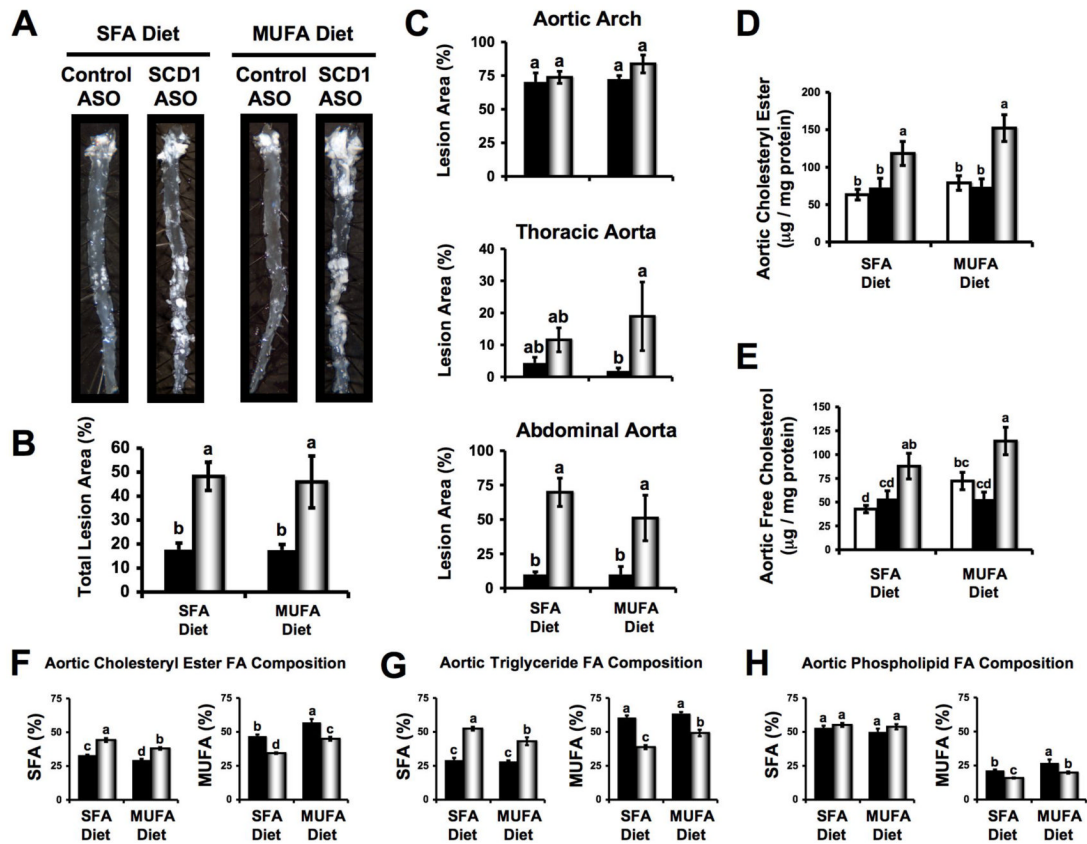 A
SFA Diet
MUFA Diet
Control
ASO
SCD1
ASO
Control
ASO
SCD1
ASO
B
Total Lesion Area (%)
60
50
40
30
20
10
0
b
a
b
a
SFA
Diet
MUFA
Diet
C
Aortic Arch
Lesion Area (%)
100
75
50
25
0
a
a
a
a
Thoracic Aorta
Lesion Area (%)
40
30
20
10
0
ab
ab
b
a
Abdominal Aorta
Lesion Area (%)
100
75
50
25
0
b
a
b
a
SFA
Diet
MUFA
Diet
D
Aortic Cholesteryl Ester
(µg / mg protein)
200
150
100
50
0
b
b
a
b
b
a
SFA
Diet
MUFA
Diet
E
Aortic Free Cholesterol
(µg / mg protein)
150
125
100
75
50
25
0
d
cd
ab
bc
cd
a
SFA
Diet
MUFA
Diet
F
Aortic Cholesteryl Ester FA Composition
SFA (%)
75
50
25
0
c
a
d
b
SFA
Diet
MUFA
Diet
MUFA (%)
75
50
25
0
b
d
a
c
SFA
Diet
MUFA
Diet
G
Aortic Triglyceride FA Composition
SFA (%)
75
50
25
0
c
a
c
b
SFA
Diet
MUFA
Diet
MUFA (%)
75
50
25
0
a
c
a
b
SFA
Diet
MUFA
Diet
H
Aortic Phospholipid FA Composition
SFA (%)
75
50
25
0
a
a
a
a
SFA
Diet
MUFA
Diet
MUFA (%)
75
50
25
0
b
c
a
b
SFA
Diet
MUFA
Diet